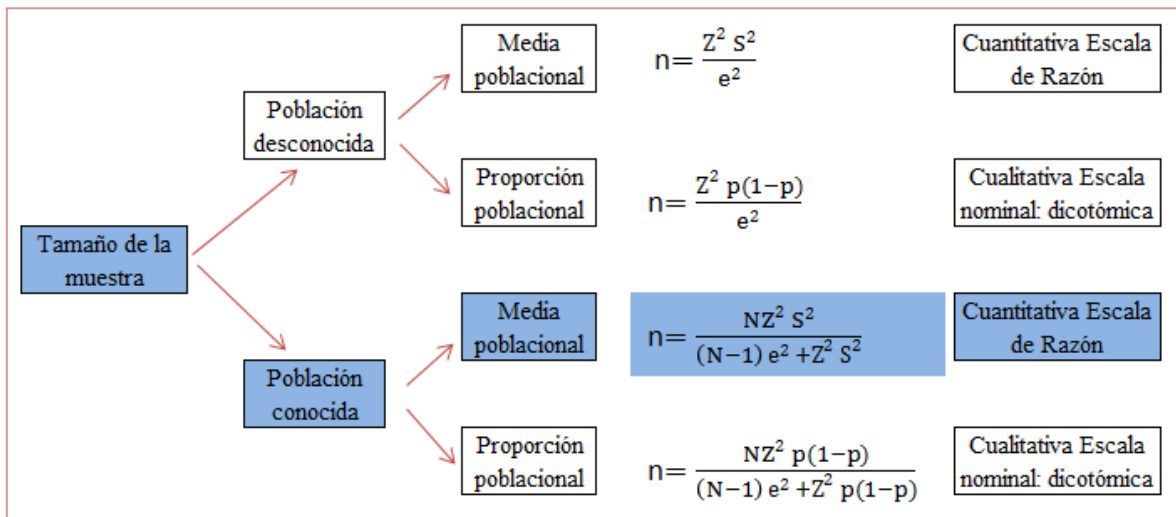 Media
poblacional
n= Z² S² / e²
Cuantitativa Escala
de Razón
Población
desconocida
Proporción
poblacional
n= Z² p(1−p) / e²
Cualitativa Escala
nominal: dicotómica
Tamaño de la
muestra
Media
poblacional
n= NZ² S² / (N−1) e² +Z² S²
Cuantitativa Escala
de Razón
Población
conocida
Proporción
poblacional
n= NZ² p(1−p) / (N−1) e² +Z² p(1−p)
Cualitativa Escala
nominal: dicotómica